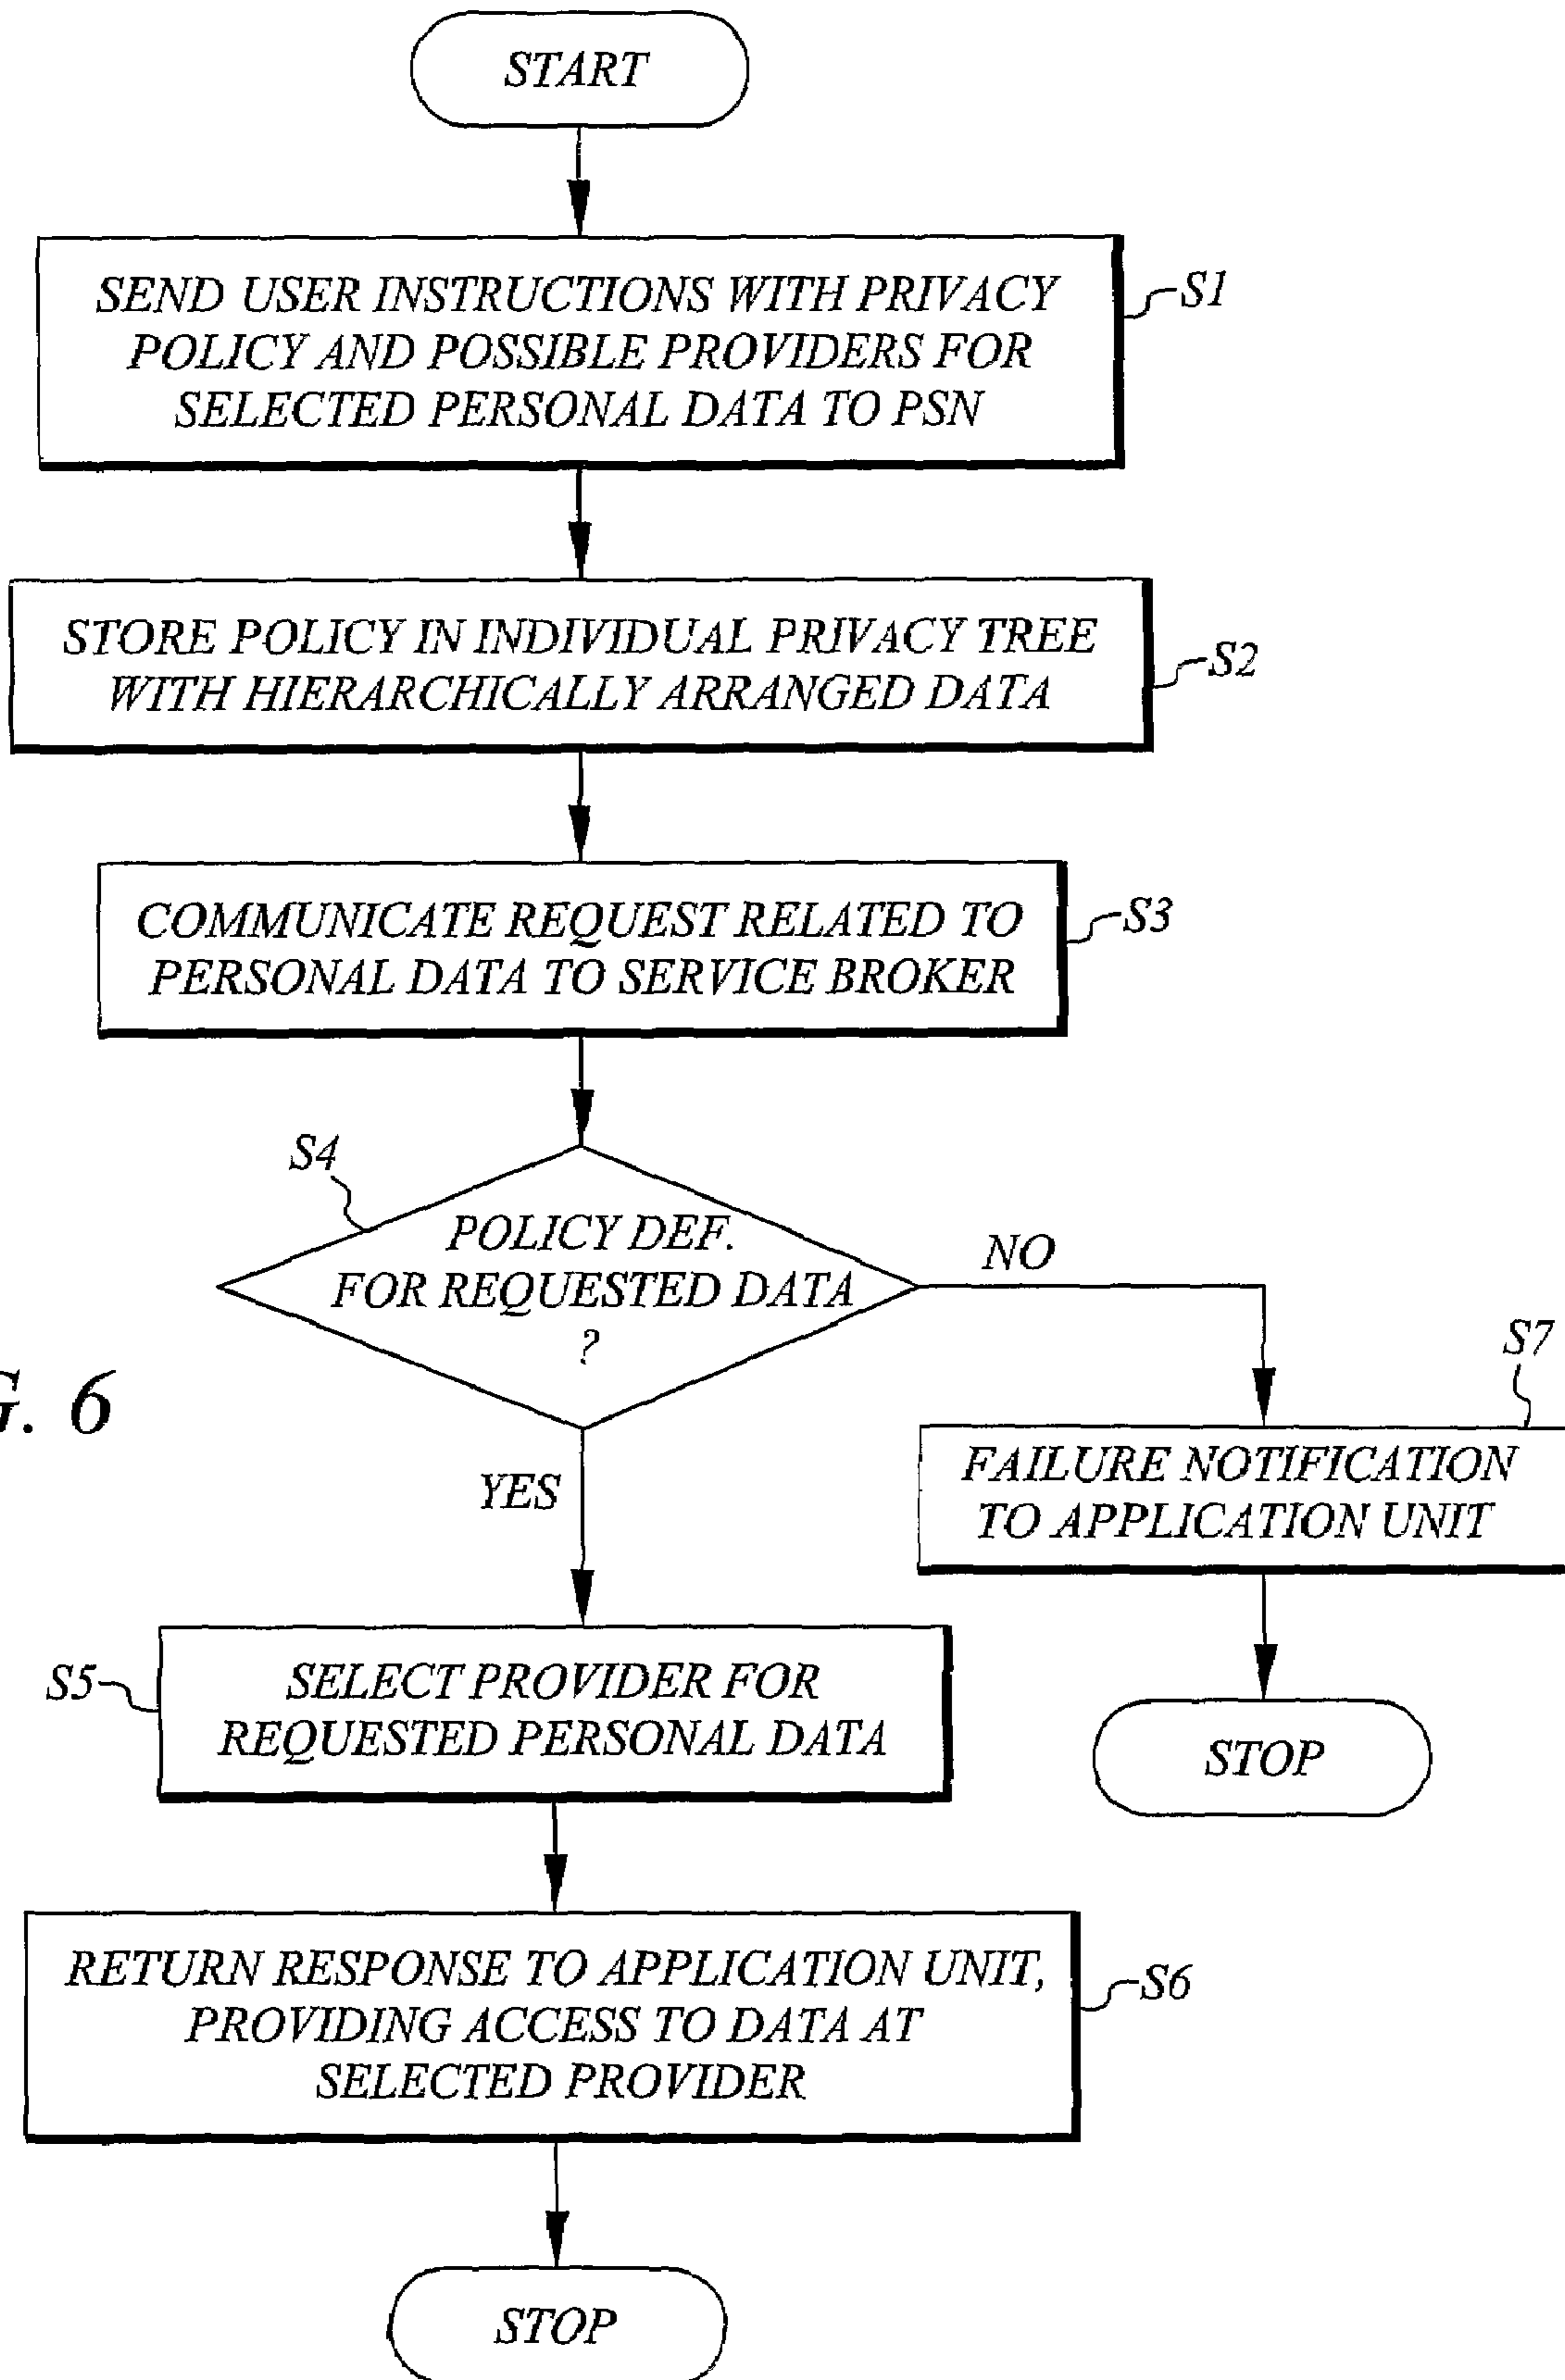 START
SEND USER INSTRUCTIONS WITH PRIVACY
POLICY AND POSSIBLE PROVIDERS FOR
SELECTED PERSONAL DATA TO PSN
S1
STORE POLICY IN INDIVIDUAL PRIVACY TREE
WITH HIERARCHICALLY ARRANGED DATA
S2
COMMUNICATE REQUEST RELATED TO
PERSONAL DATA TO SERVICE BROKER
S3
S4
POLICY DEF.
FOR REQUESTED DATA
?
NO
YES
G. 6
S7
FAILURE NOTIFICATION
TO APPLICATION UNIT
STOP
S5
SELECT PROVIDER FOR
REQUESTED PERSONAL DATA
RETURN RESPONSE TO APPLICATION UNIT,
PROVIDING ACCESS TO DATA AT
SELECTED PROVIDER
S6
STOP